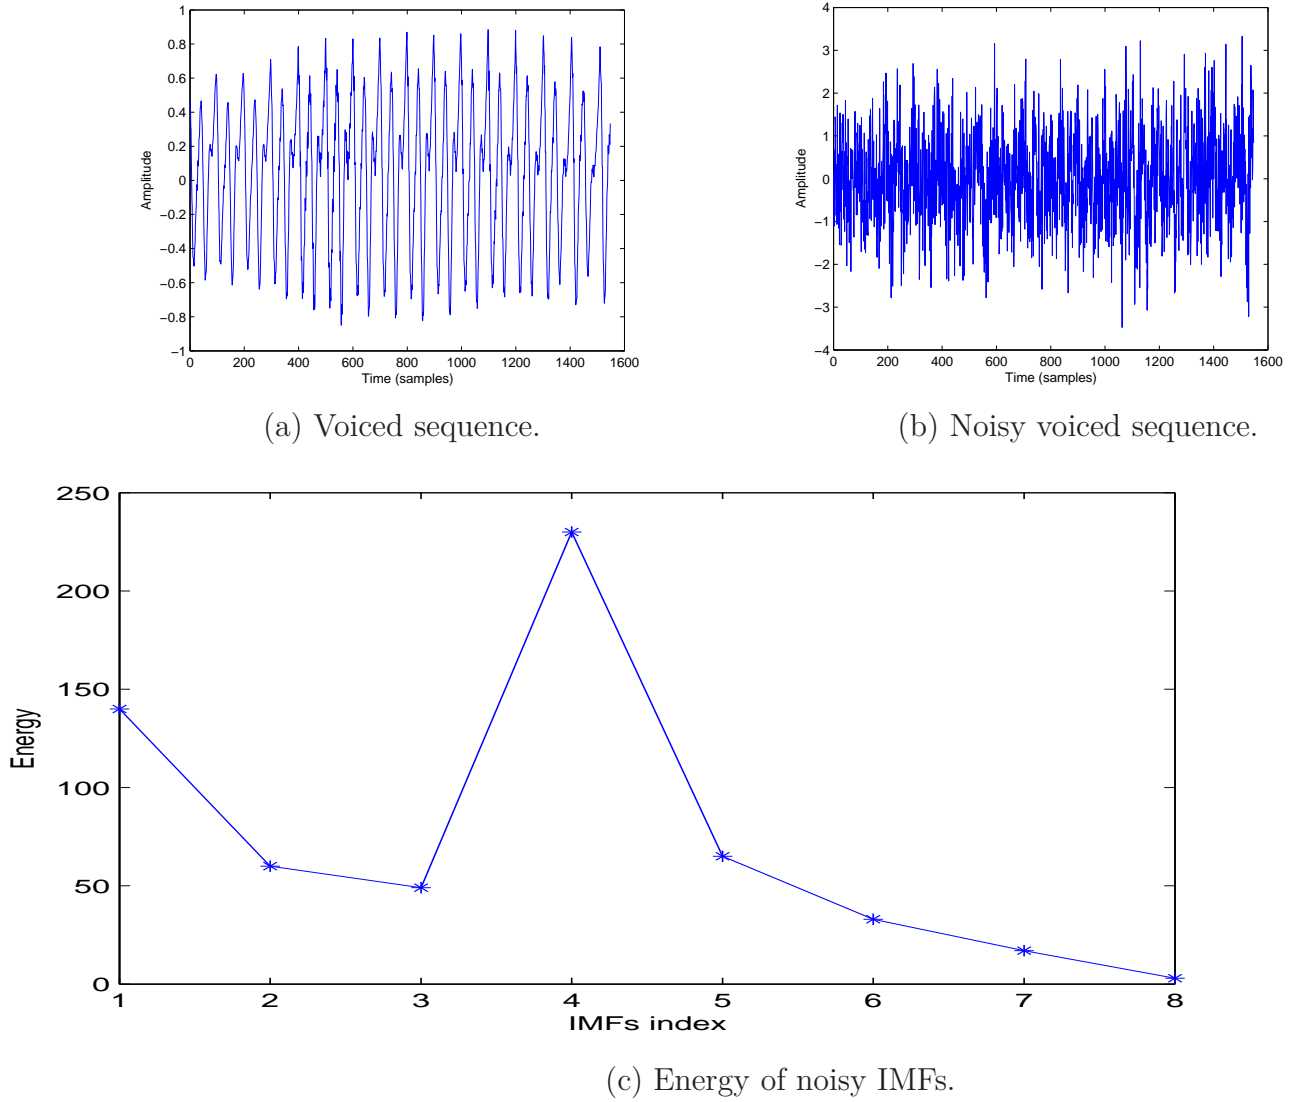 1
0.8
0.6
0.4
0.2
0
−0.2
−0.4
−0.6
−0.8
−1
Amplitude
0 200 400 600 800 1000 1200 1400 1600
Time (samples)
(a) Voiced sequence.
4
3
2
1
0
−1
−2
−3
−4
Amplitude
0 200 400 600 800 1000 1200 1400 1600
Time (samples)
(b) Noisy voiced sequence.
250
200
150
100
50
0
Energy
1 2 3 4 5 6 7 8
IMFs index
(c) Energy of noisy IMFs.